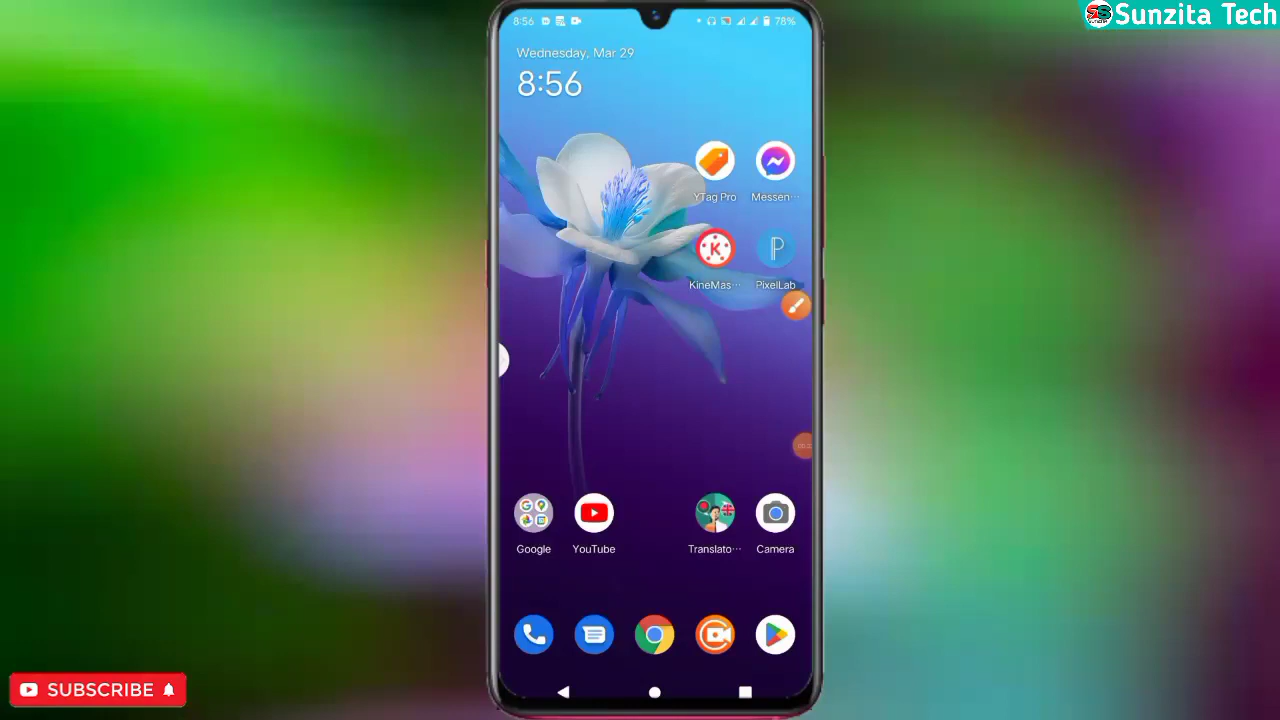 Sunzita Tech
8:56
78%
Wednesday, Mar 29
8:56
YTag Pro
Messen...
KineMas...
PixelLab
Google
YouTube
Translato...
Camera
SUBSCRIBE